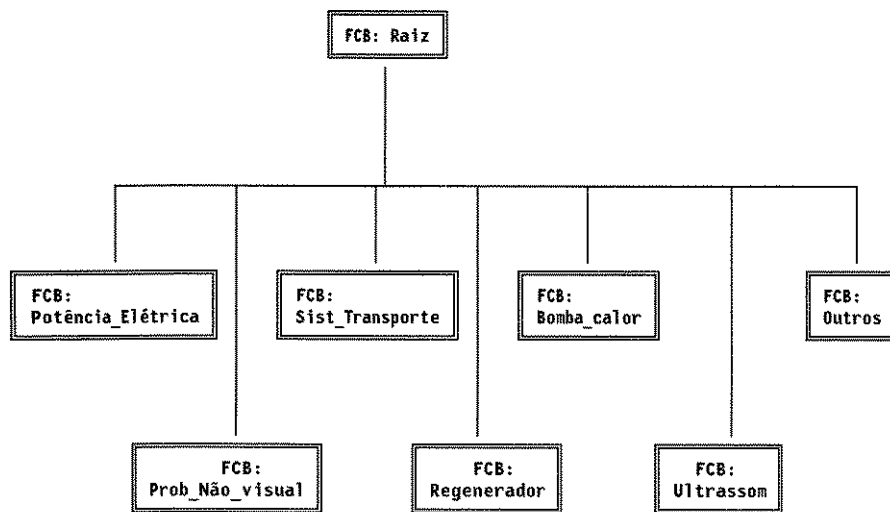 FCB: Raiz
FCB:
Potência_Elétrica
FCB:
Sist_Transporte
FCB:
Bomba_calor
FCB:
Outros
FCB:
Prob_Não_visual
FCB:
Regenerador
FCB:
Ultrassom